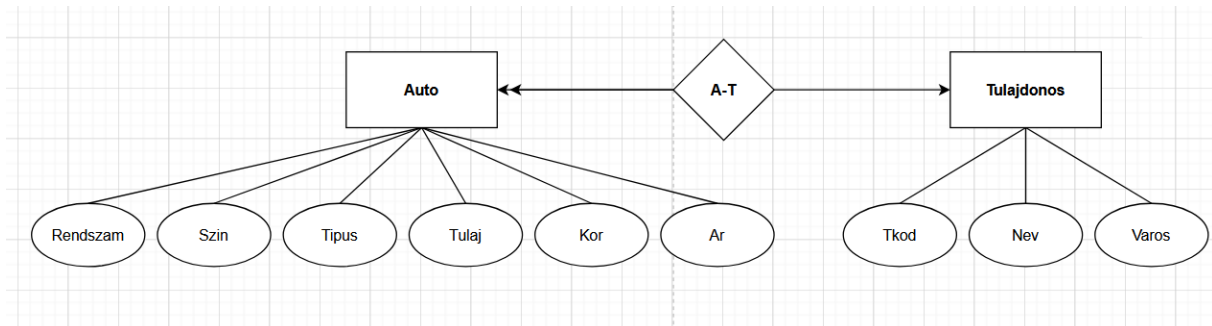 Auto
A-T
Tulajdonos
Rendszam
Szin
Tipus
Tulaj
Kor
Ar
Tkod
Nev
Varos